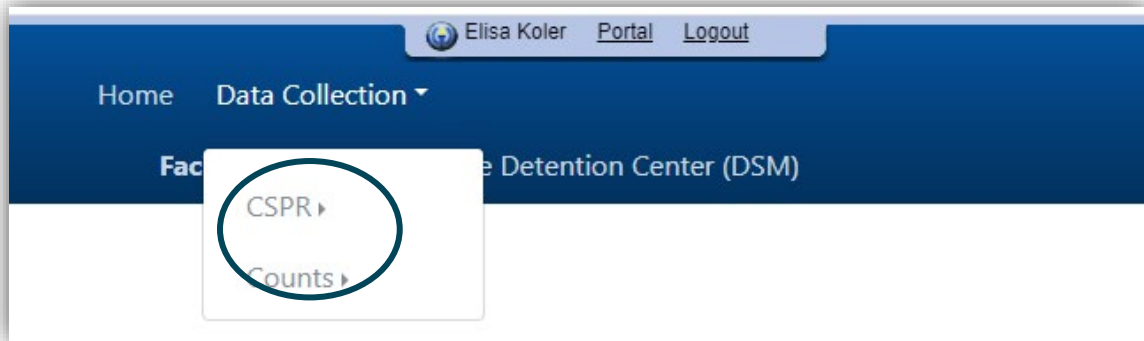 Elisa Koler Portal Logout
Home Data Collection
Fac
Detention Center (DSM)
CSPR
Counts